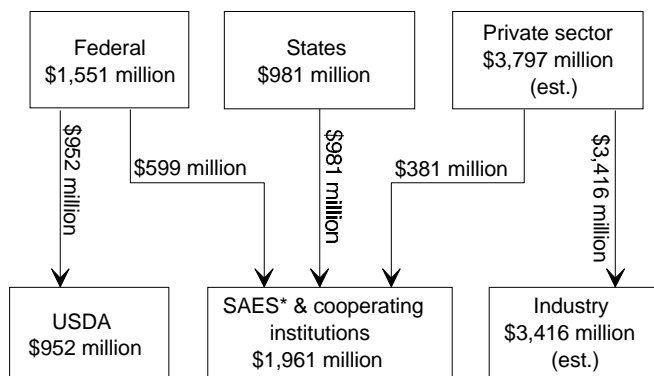 Federal
$1,551 million
States
$981 million
Private sector
$3,797 million
(est.)
$952 million
$599 million
$981 million
$381 million
$3,416 million
USDA
$952 million
SAES* & cooperating
institutions
$1,961 million
Industry
$3,416 million
(est.)